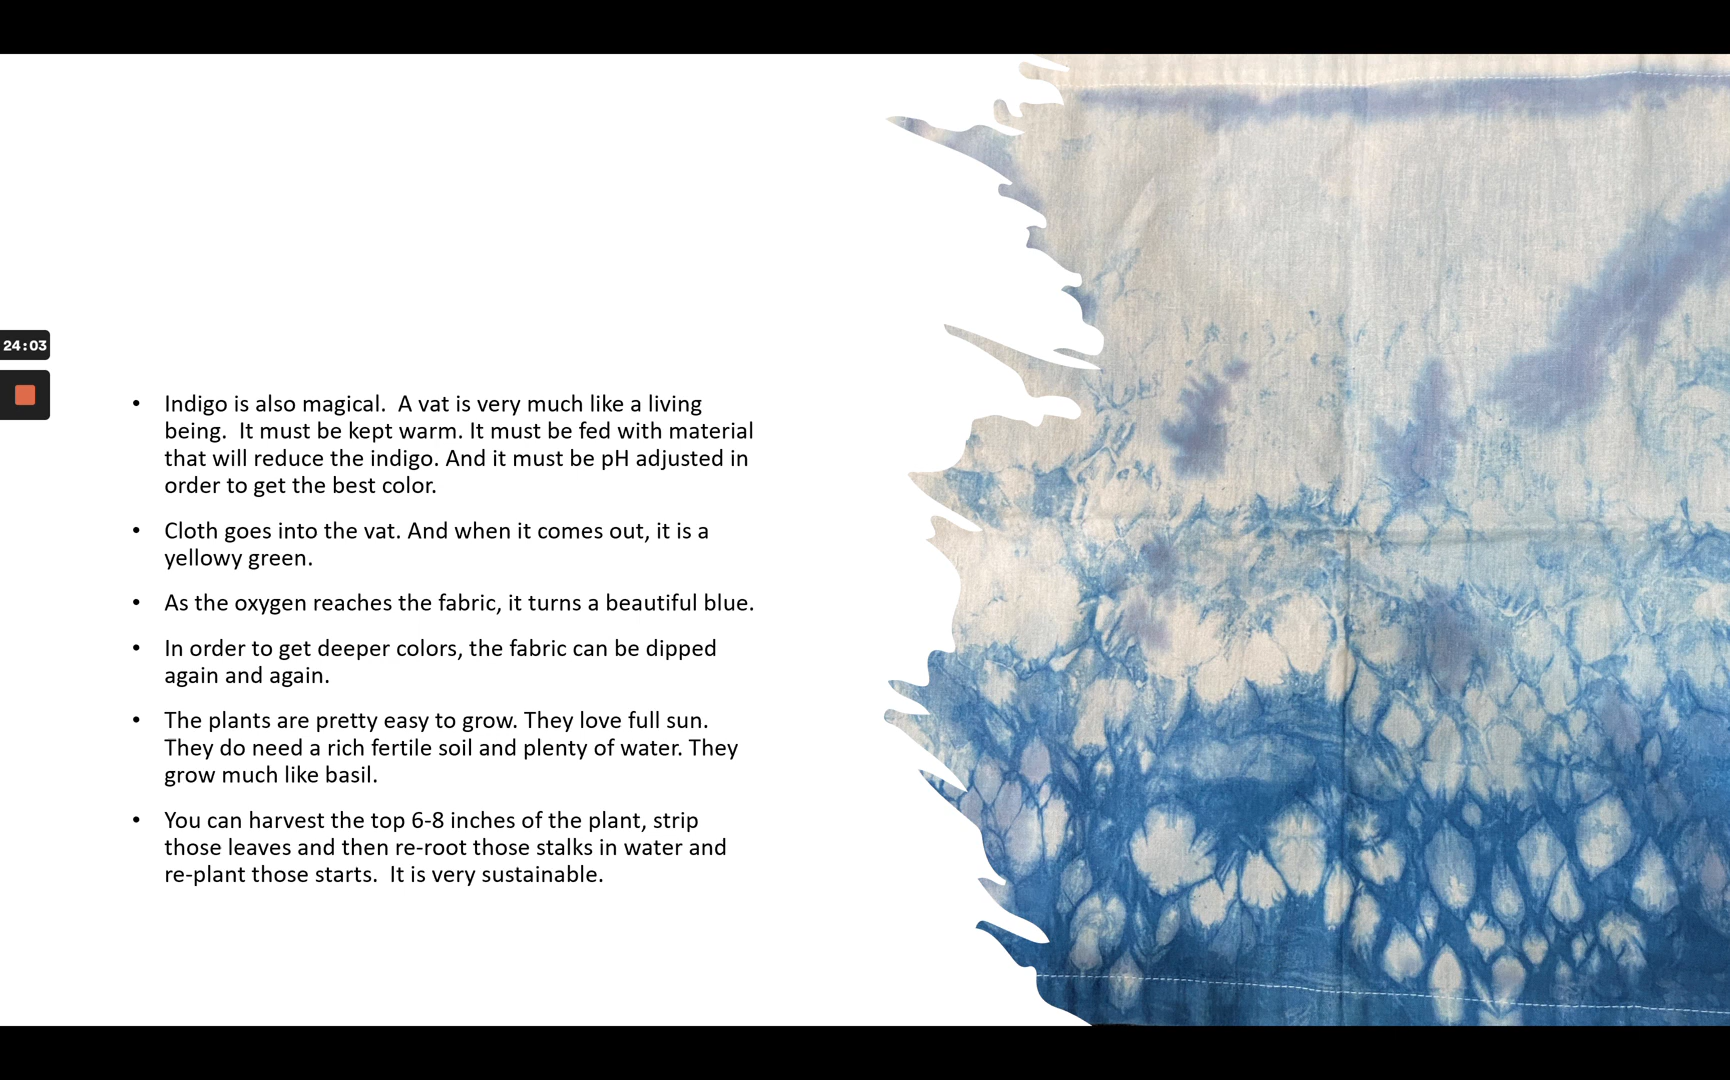 24:03
• Indigo is also magical.  A vat is very much like a living
being.  It must be kept warm. It must be fed with material
that will reduce the indigo. And it must be pH adjusted in
order to get the best color.
• Cloth goes into the vat. And when it comes out, it is a
yellowy green.
• As the oxygen reaches the fabric, it turns a beautiful blue.
• In order to get deeper colors, the fabric can be dipped
again and again.
• The plants are pretty easy to grow. They love full sun.
They do need a rich fertile soil and plenty of water. They
grow much like basil.
• You can harvest the top 6-8 inches of the plant, strip
those leaves and then re-root those stalks in water and
re-plant those starts.  It is very sustainable.